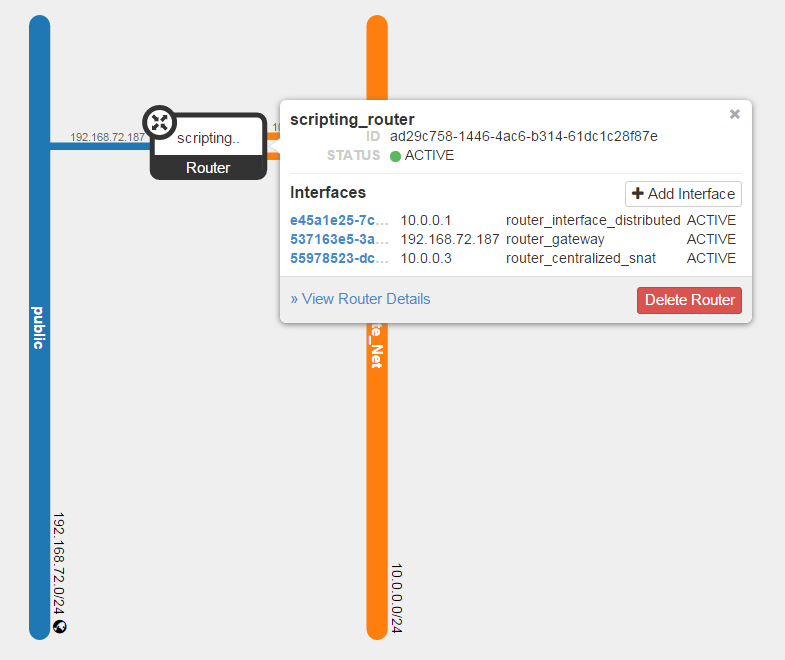 192.168.72.187
scripting..
Router
scripting_router
ID ad29c758-1446-4ac6-b314-61dc1c28f87e
STATUS ACTIVE
Interfaces
Add Interface
e45a1e25-7c... 10.0.0.1 router_interface_distributed ACTIVE
537163e5-3a... 192.168.72.187 router_gateway ACTIVE
55978523-dc... 10.0.0.3 router_centralized_snat ACTIVE
» View Router Details
Delete Router
public
te_Net
192.168.72.0/24
10.0.0.0/24